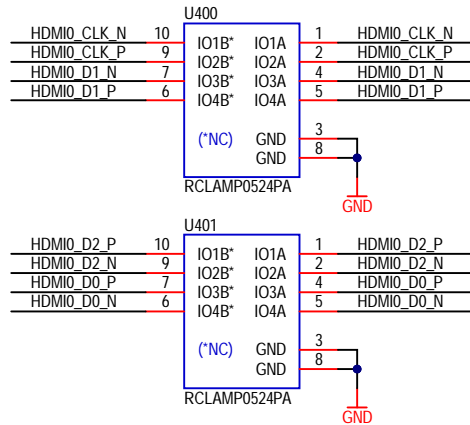 U400
HDMI0_CLK_N 10 IO1B* IO1A 1 HDMI0_CLK_N
HDMI0_CLK_P 9 IO2B* IO2A 2 HDMI0_CLK_P
HDMI0_D1_N 7 IO3B* IO3A 4 HDMI0_D1_N
HDMI0_D1_P 6 IO4B* IO4A 5 HDMI0_D1_P
(*NC) GND 3
GND 8
RCLAMP0524PA
GND
U401
HDMI0_D2_P 10 IO1B* IO1A 1 HDMI0_D2_P
HDMI0_D2_N 9 IO2B* IO2A 2 HDMI0_D2_N
HDMI0_D0_P 7 IO3B* IO3A 4 HDMI0_D0_P
HDMI0_D0_N 6 IO4B* IO4A 5 HDMI0_D0_N
(*NC) GND 3
GND 8
RCLAMP0524PA
GND